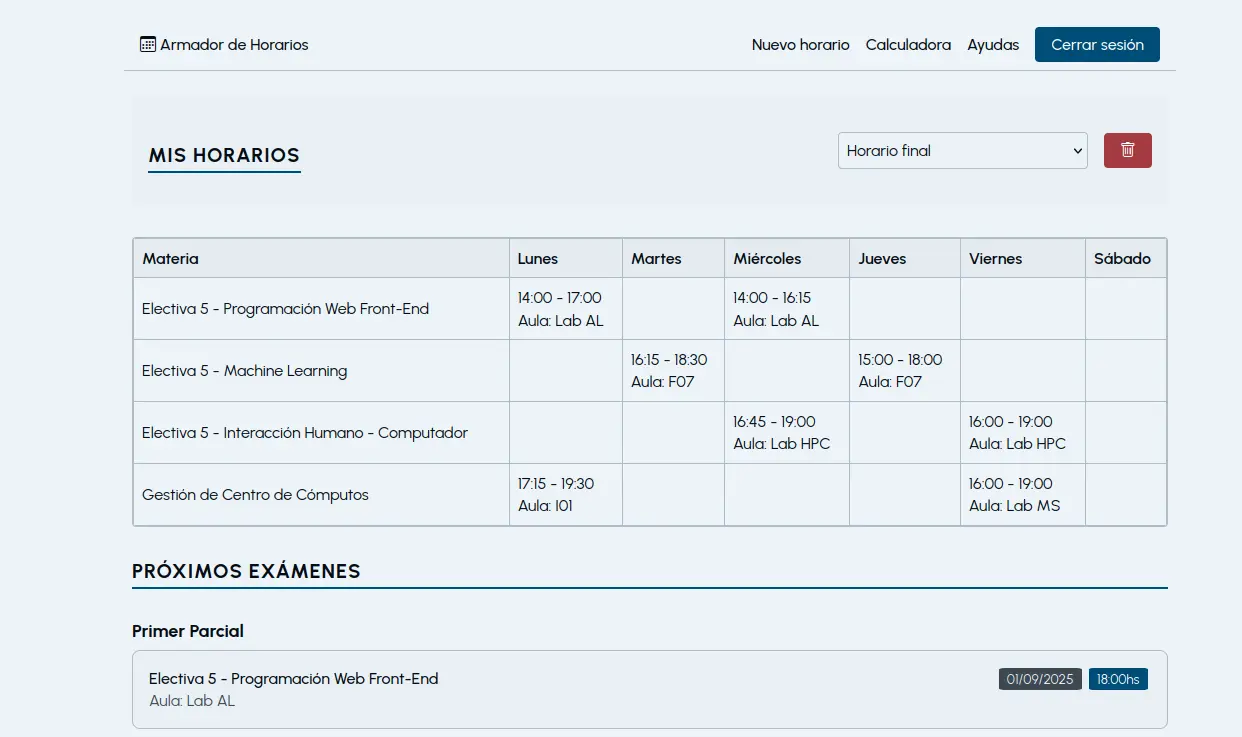 Armador de Horarios
Nuevo horario Calculadora Ayudas Cerrar sesión
MIS HORARIOS
Horario final
Materia Lunes Martes Miércoles Jueves Viernes Sábado
Electiva 5 - Programación Web Front-End
14:00 - 17:00
Aula: Lab AL
14:00 - 16:15
Aula: Lab AL
Electiva 5 - Machine Learning
16:15 - 18:30
Aula: F07
15:00 - 18:00
Aula: F07
Electiva 5 - Interacción Humano - Computador
16:45 - 19:00
Aula: Lab HPC
16:00 - 19:00
Aula: Lab HPC
Gestión de Centro de Cómputos
17:15 - 19:30
Aula: I01
16:00 - 19:00
Aula: Lab MS
PRÓXIMOS EXÁMENES
Primer Parcial
Electiva 5 - Programación Web Front-End
Aula: Lab AL
01/09/2025 18:00hs